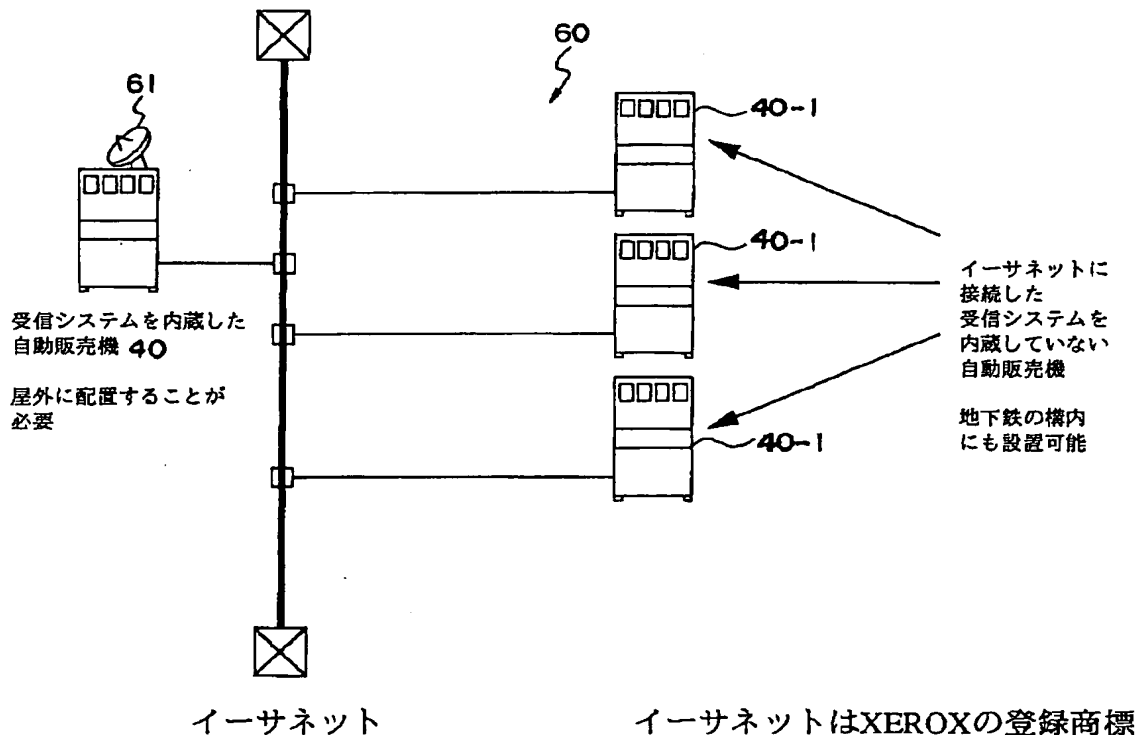 60
61
40-1
40-1
40-1
受信システムを内蔵した
自動販売機 40
屋外に配置することが
必要
イーサネットに
接続した
受信システムを
内蔵していない
自動販売機
地下鉄の構内
にも設置可能
イーサネット
イーサネットはXEROXの登録商標